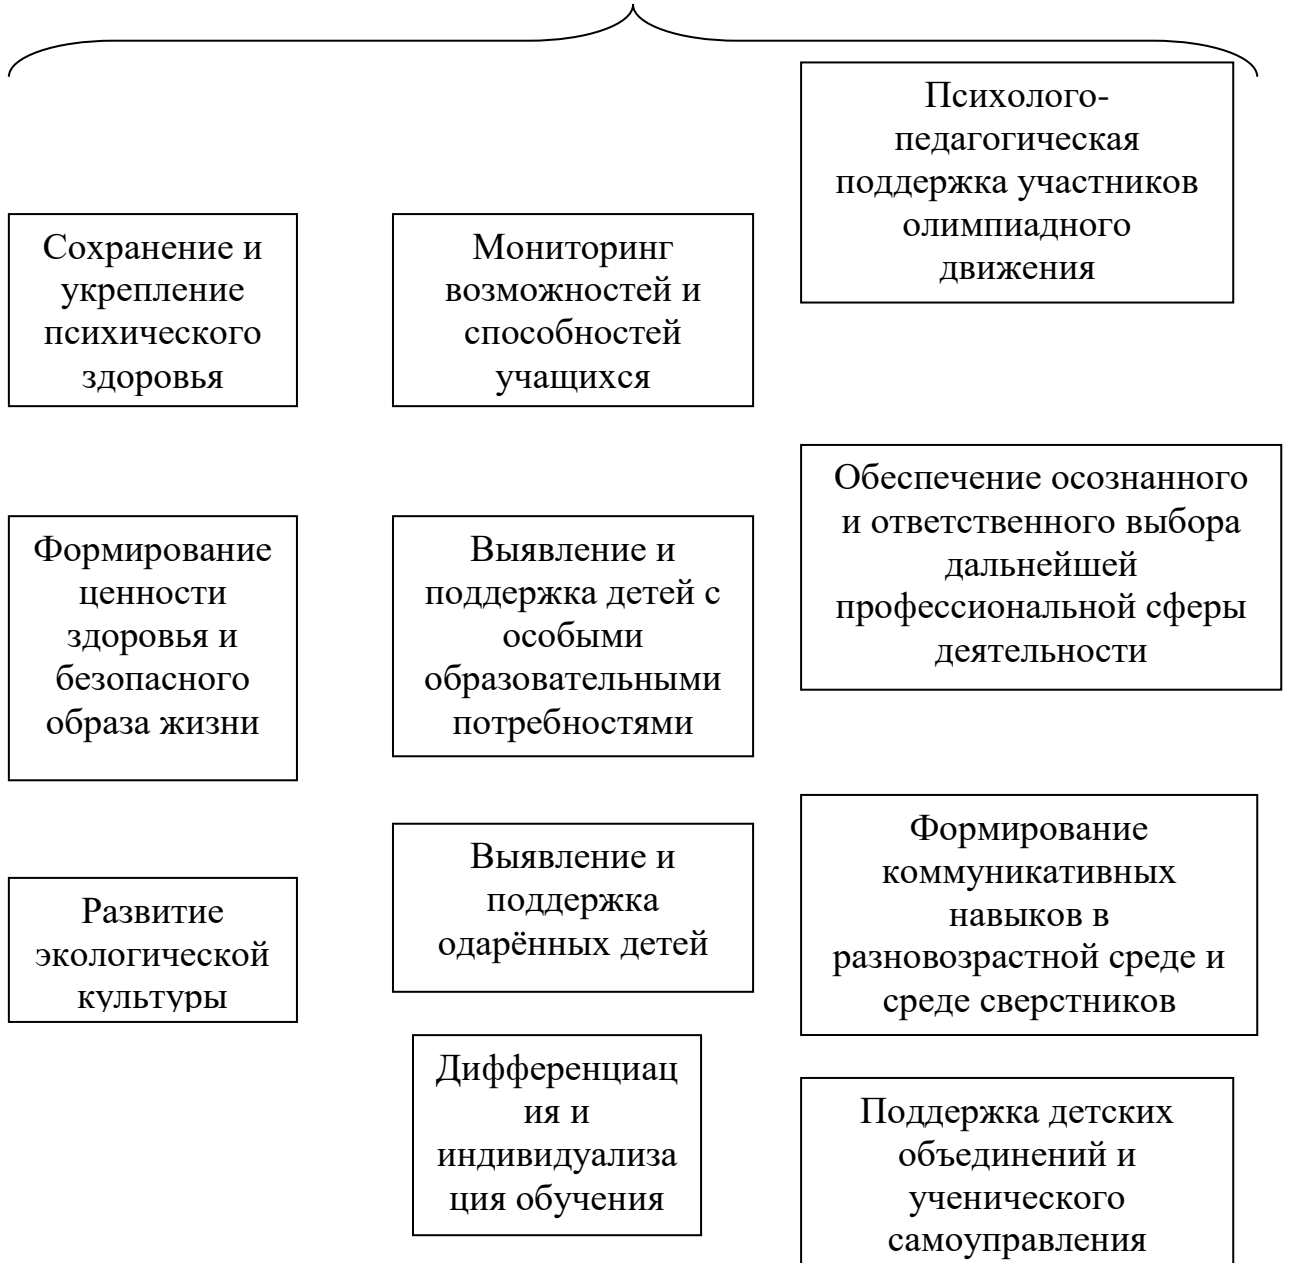 Сохранение и
укрепление
психического
здоровья
Формирование
ценности
здоровья и
безопасного
образа жизни
Развитие
экологической
культуры
Мониторинг
возможностей и
способностей
учащихся
Выявление и
поддержка детей с
особыми
образовательными
потребностями
Выявление и
поддержка
одарённых детей
Дифференциац
ия и
индивидуализа
ция обучения
Психолого-
педагогическая
поддержка участников
олимпиадного
движения
Обеспечение осознанного
и ответственного выбора
дальнейшей
профессиональной сферы
деятельности
Формирование
коммуникативных
навыков в
разновозрастной среде и
среде сверстников
Поддержка детских
объединений и
ученического
самоуправления